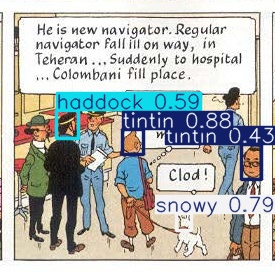 He is new navigator. Regular
navigator fall ill on way, in
Teheran... Suddenly to hospital
... Colombani fill place.
haddock 0.59
tintin 0.88
tintin 0.43
Clod!
snowy 0.79